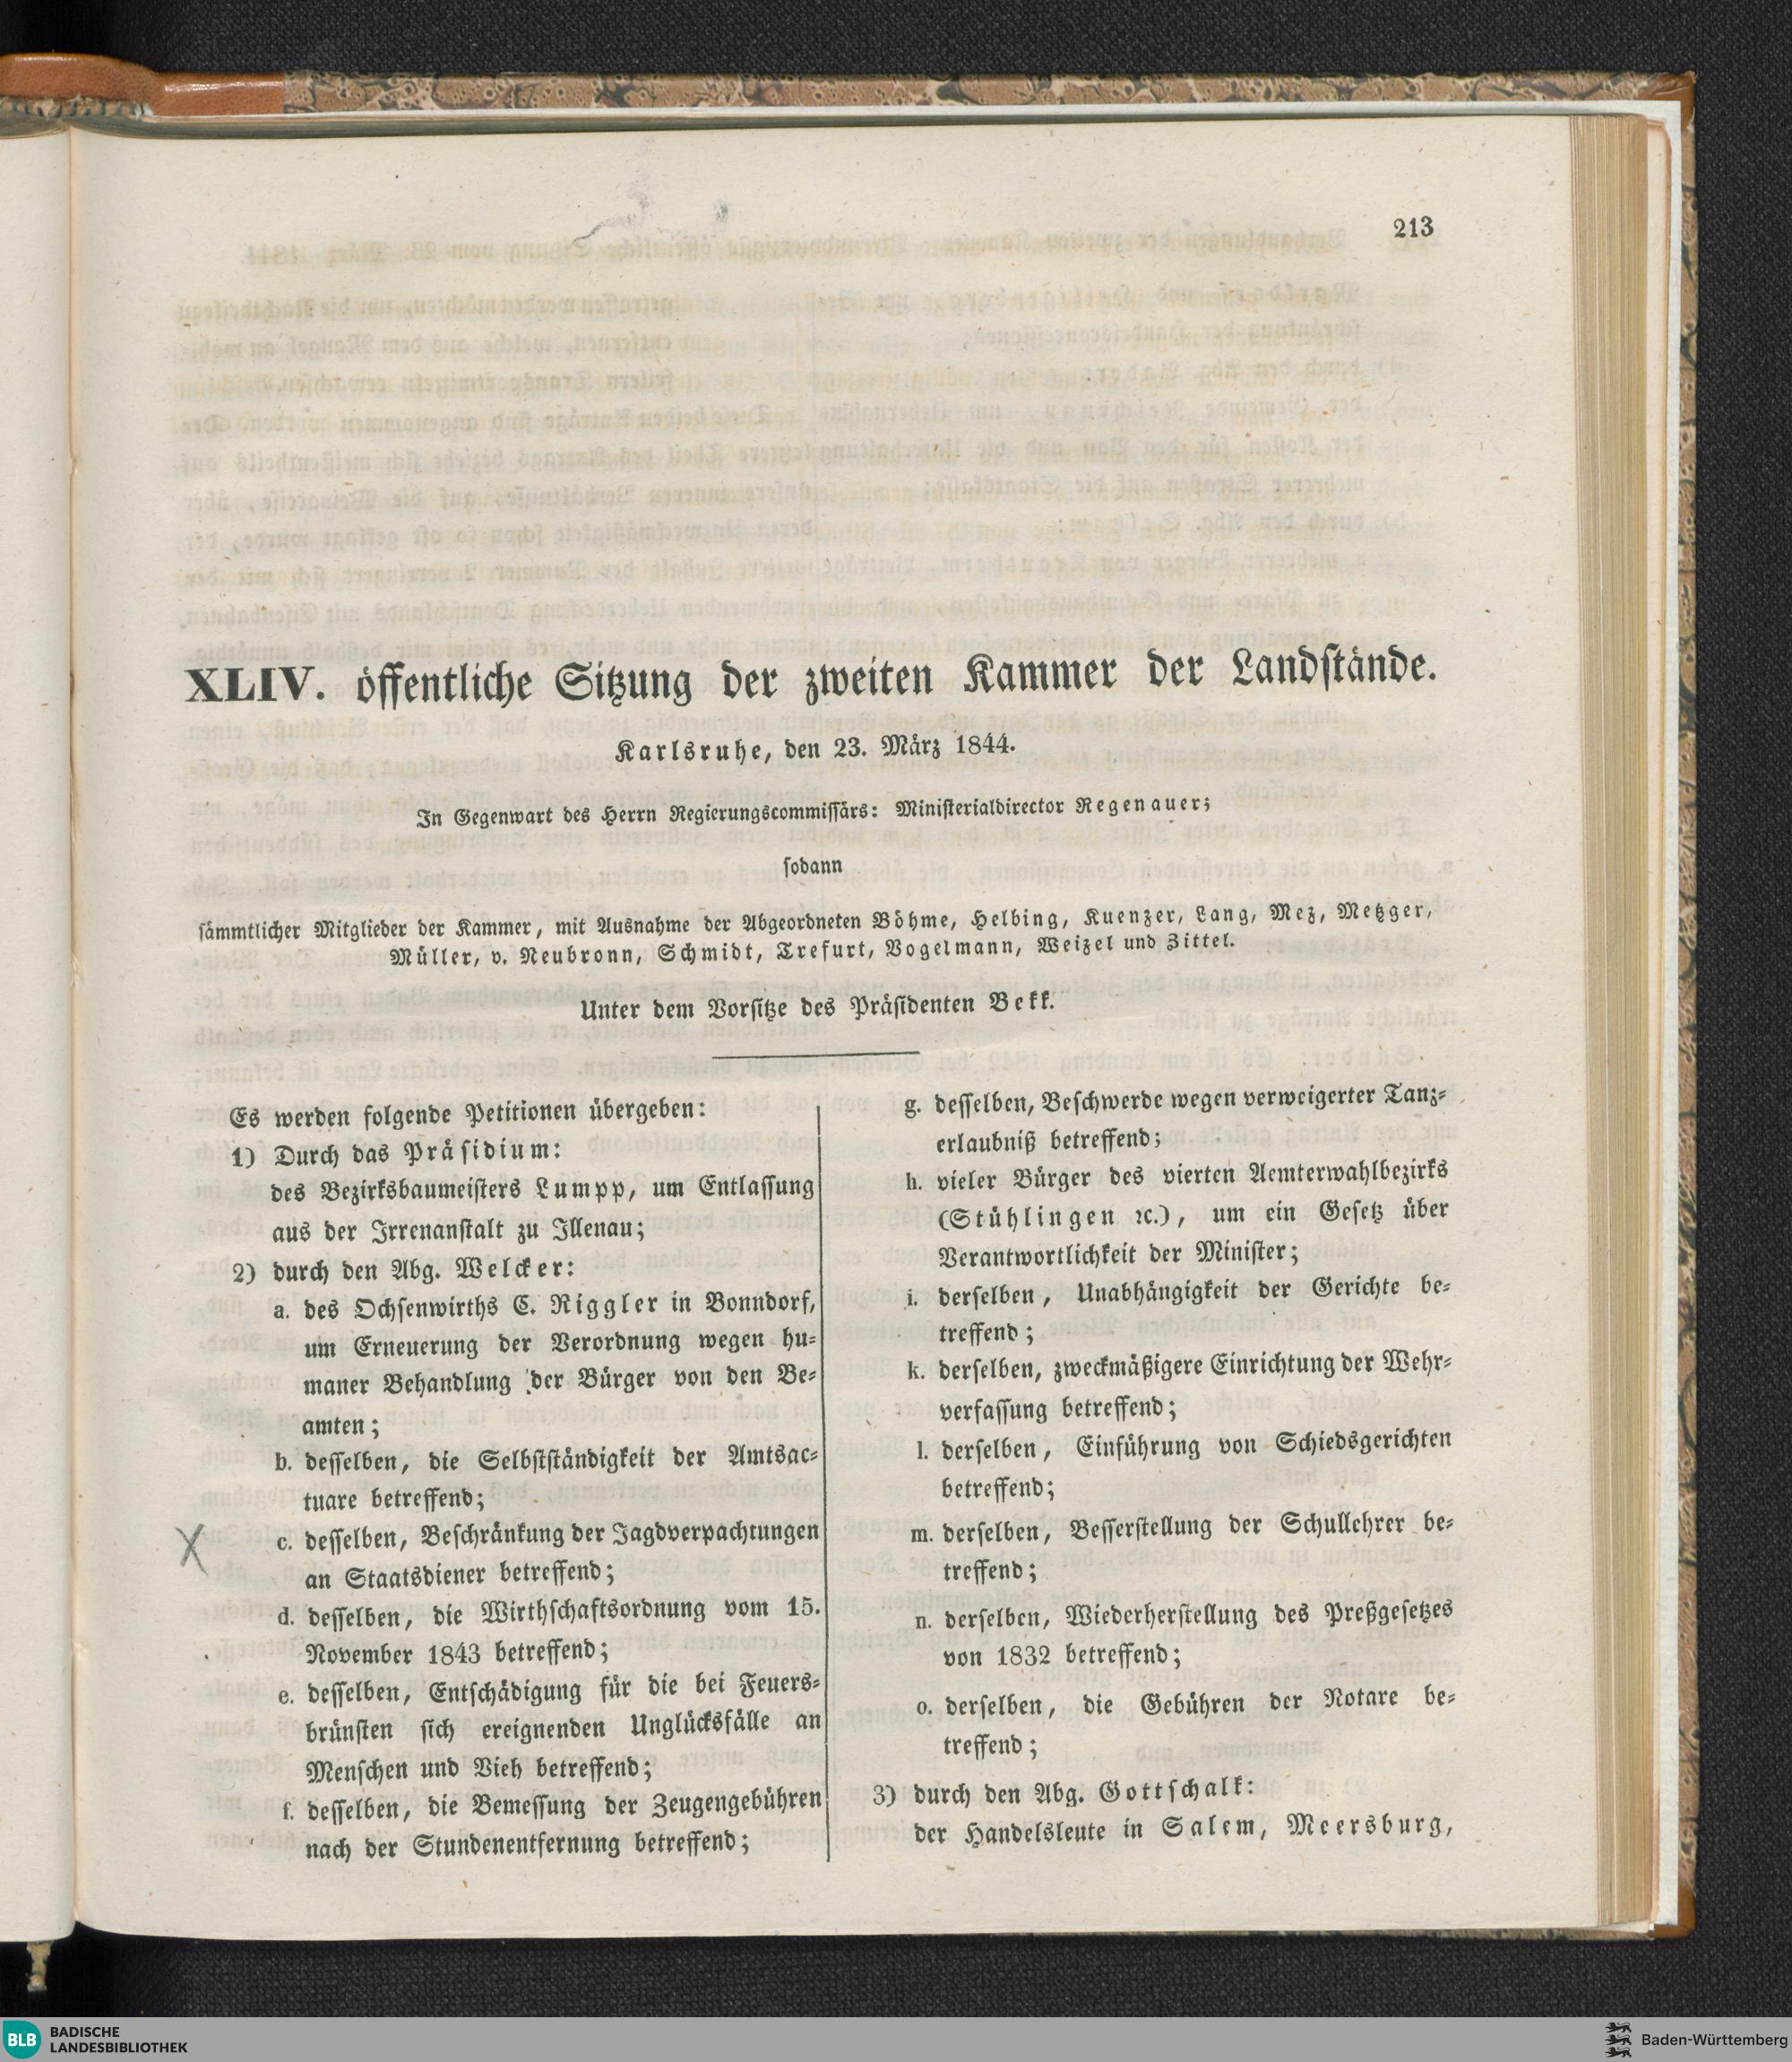 213
XLIV. öffentliche Sitzung der zweiten Kammer der Landstände.
Karlsruhe, den 23. März 1844.
In Gegenwart des Herrn Regierungscommissärs: Ministerialdirector Regenauer;
sodann
sämmtlicher Mitglieder der Kammer, mit Ausnahme der Abgeordneten Böhme, Helbing, Kuenzer, Lang, Mez, Metzger,
Müller, v. Neubronn, Schmidt, Trefurt, Vogelmann, Weizel und Zittel.
Unter dem Vorsitze des Präsidenten Bekk.
Es werden folgende Petitionen übergeben:
1) Durch das Präsidium:
des Bezirksbaumeisters Lumpp, um Entlassung
aus der Irrenanstalt zu Illenau;
2) durch den Abg. Welcker:
a. des Ochsenwirths C. Riggler in Bonndorf,
um Erneuerung der Verordnung wegen hu-
maner Behandlung der Bürger von den Be-
amten;
b. desselben, die Selbstständigkeit der Amtsac-
tuare betreffend;
c. desselben, Beschränkung der Jagdverpachtungen
an Staatsdiener betreffend;
d. desselben, die Wirthschaftsordnung vom 15.
November 1843 betreffend;
e. desselben, Entschädigung für die bei Feuers-
brünsten sich ereignenden Unglücksfälle an
Menschen und Vieh betreffend;
f. desselben, die Bemessung der Zeugengebühren
nach der Stundenentfernung betreffend;
g. desselben, Beschwerde wegen verweigerter Tanz-
erlaubniß betreffend;
h. vieler Bürger des vierten Aemterwahlbezirks
(Stühlingen ꝛc.), um ein Gesetz über
Verantwortlichkeit der Minister;
i. derselben, Unabhängigkeit der Gerichte be-
treffend;
k. derselben, zweckmäßigere Einrichtung der Wehr-
verfassung betreffend;
l. derselben, Einführung von Schiedsgerichten
betreffend;
m. derselben, Besserstellung der Schullehrer be-
treffend;
n. derselben, Wiederherstellung des Preßgesetzes
von 1832 betreffend;
o. derselben, die Gebühren der Notare be-
treffend;
3) durch den Abg. Gottschalk:
der Handelsleute in Salem, Meersburg,
BLB BADISCHE
LANDESBIBLIOTHEK
Baden-Württemberg